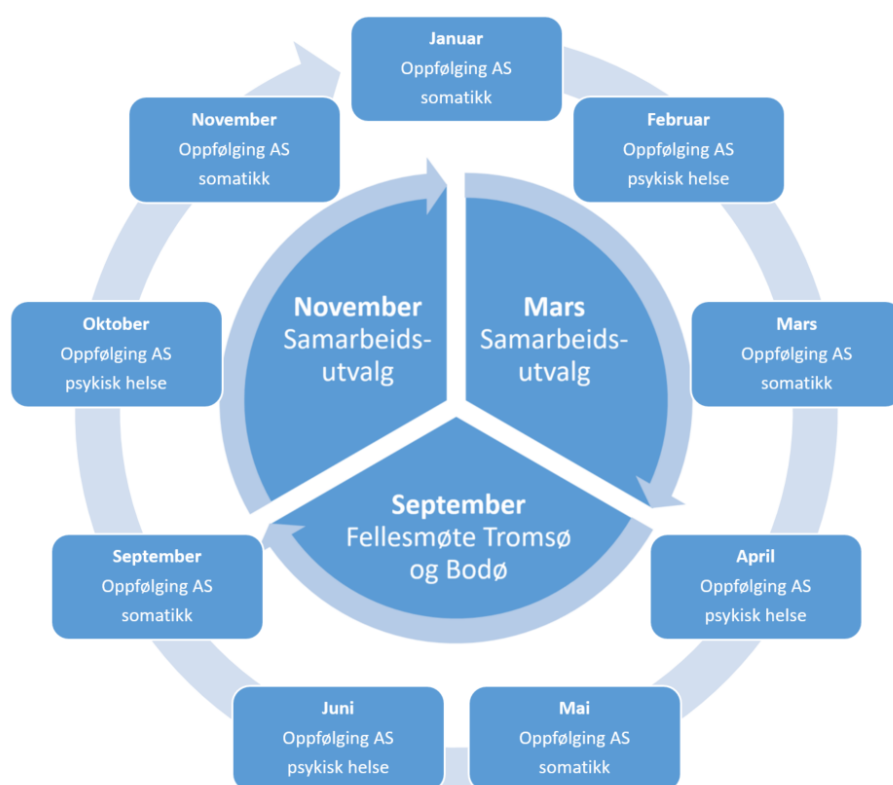 Januar
Oppfølging AS
somatikk
Februar
Oppfølging AS
psykisk helse
Mars
Oppfølging AS
somatikk
April
Oppfølging AS
psykisk helse
Mai
Oppfølging AS
somatikk
Juni
Oppfølging AS
psykisk helse
September
Oppfølging AS
somatikk
Oktober
Oppfølging AS
psykisk helse
November
Oppfølging AS
somatikk
Mars
Samarbeids-
utvalg
September
Fellesmøte Tromsø
og Bodø
November
Samarbeids-
utvalg